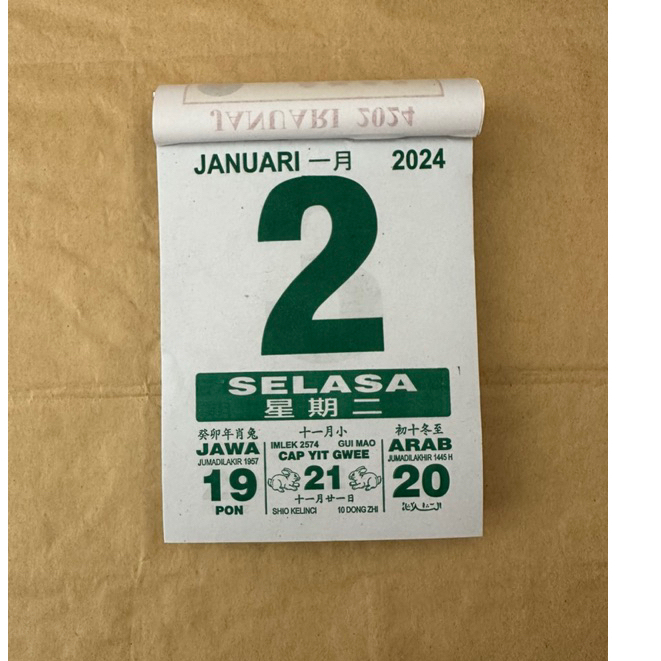 JANUARI 2024
JANUARI 一月 2024
2
SELASA
星期二
癸卯年肖兔
JAWA
JUMADILAKIR 1957
19
PON
十一月小
IMLEK 2574 GUI MAO
CAP YIT GWEE
21
十一月廿一日
SHIO KELINCI 10 DONG ZHI
初十冬至
ARAB
JUMADILAKHIR 1445 H
20